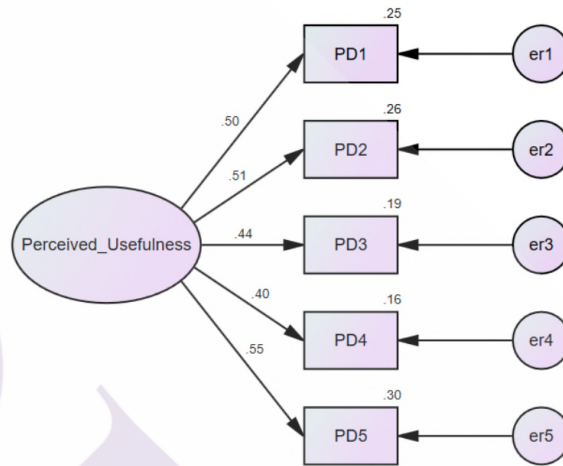 .25
PD1
er1
.50
.26
PD2
er2
.51
.19
Perceived_Usefulness
.44
PD3
er3
.40
.16
PD4
er4
.55
.30
PD5
er5